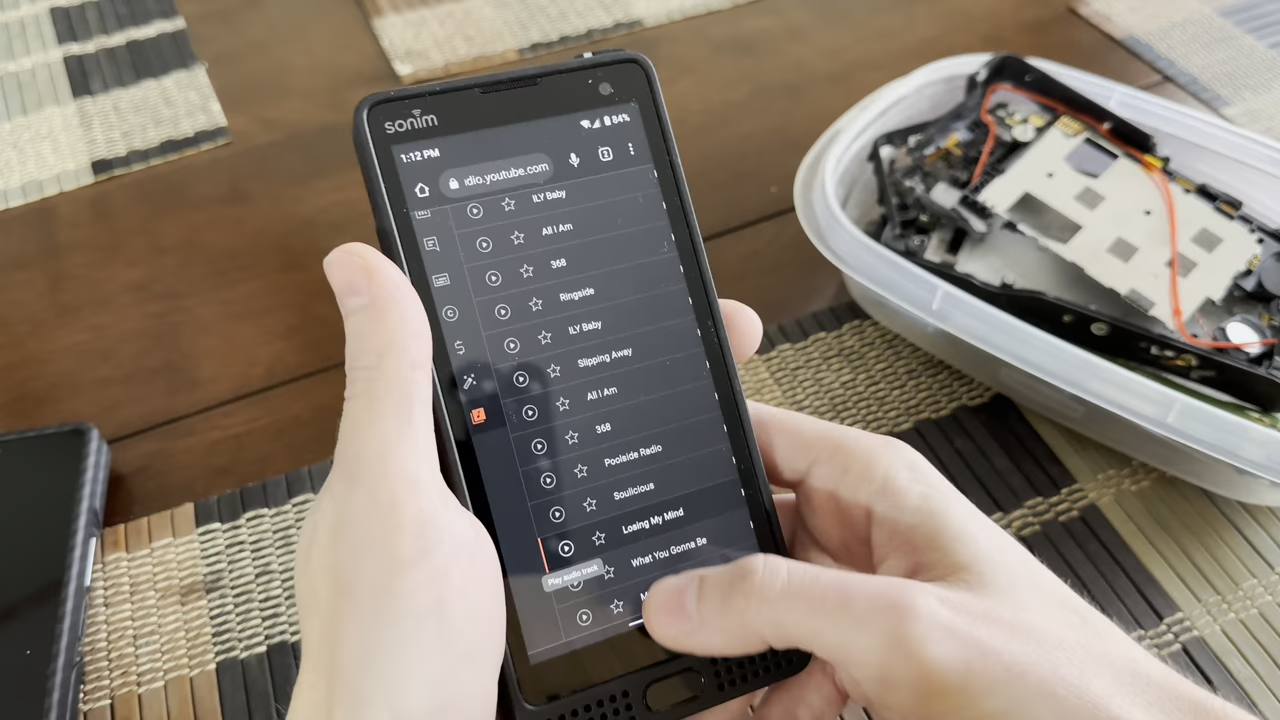 sonim
1:12 PM
84%
dio.youtube.com
2
ILY Baby
All I Am
368
Ringside
ILY Baby
Slipping Away
All I Am
368
Poolside Radio
Soulicious
Losing My Mind
What You Gonna Be
Play audio track